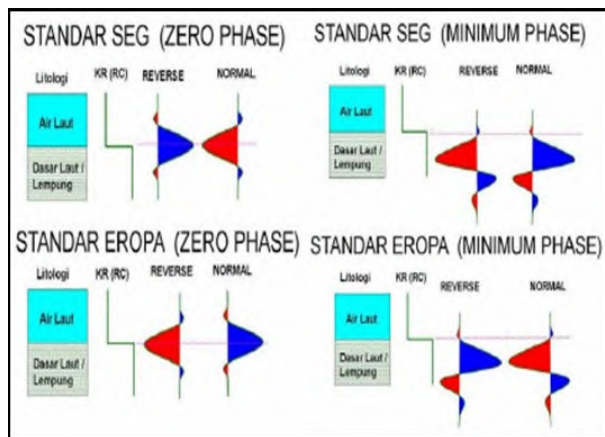 STANDAR SEG (ZERO PHASE)
Litologi KR (RC) REVERSE NORMAL
Air Laut
Dasar Laut /
Lempung
STANDAR SEG (MINIMUM PHASE)
Litologi KR (RC) REVERSE NORMAL
Air Laut
Dasar Laut /
Lempung
STANDAR EROPA (ZERO PHASE)
Litologi KR (RC) REVERSE NORMAL
Air Laut
Dasar Laut /
Lempung
STANDAR EROPA (MINIMUM PHASE)
Litologi KR (RC) REVERSE NORMAL
Air Laut
Dasar Laut /
Lempung